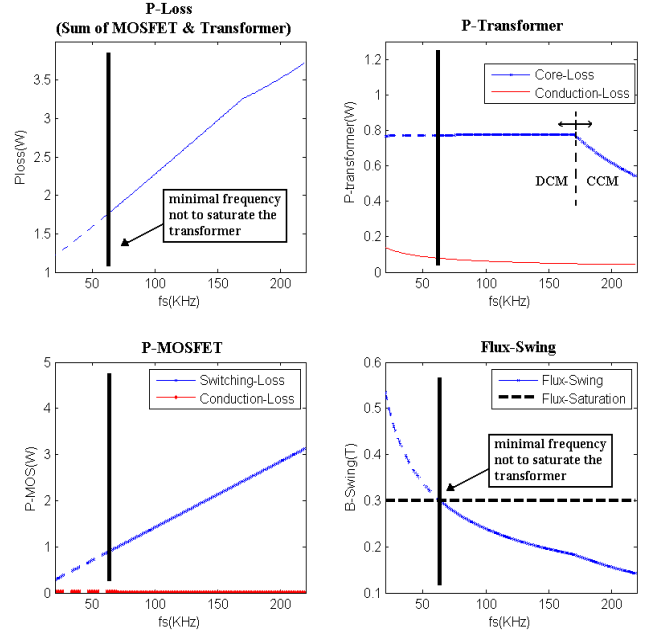 P-Loss
(Sum of MOSFET & Transformer)
3.5
3
2.5
2
1.5
1
Ploss(W)
minimal frequency
not to saturate the
transformer
50
100
150
200
fs(KHz)
P-Transformer
1.2
1
0.8
0.6
0.4
0.2
0
P-transformer(W)
Core-Loss
Conduction-Loss
DCM
CCM
50
100
150
200
fs(KHz)
P-MOSFET
5
4
3
2
1
0
P-MOS(W)
Switching-Loss
Conduction-Loss
50
100
150
200
fs(KHz)
Flux-Swing
0.6
0.5
0.4
0.3
0.2
0.1
B-Swing(T)
Flux-Swing
Flux-Saturation
minimal frequency
not to saturate the
transformer
50
100
150
200
fs(KHz)